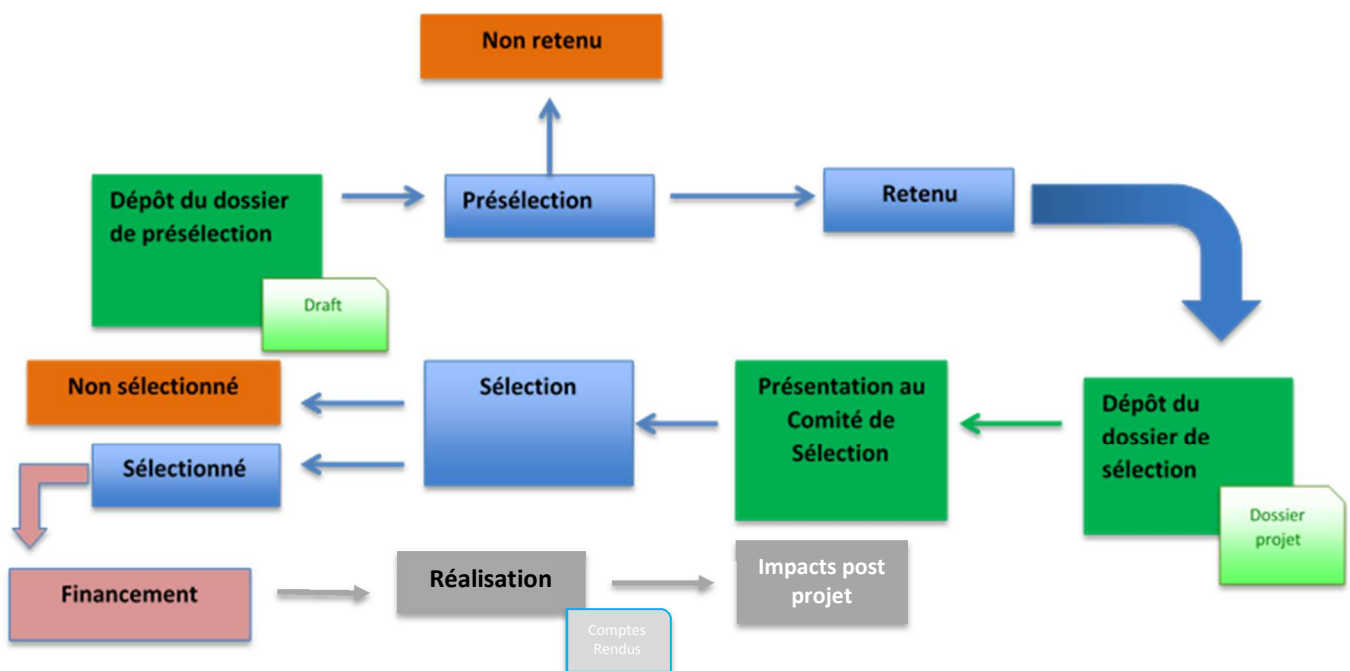 Non retenu
Dépôt du dossier
de présélection
Draft
Présélection
Retenu
Non sélectionné
Sélectionné
Sélection
Présentation au
Comité de
Sélection
Dépôt du
dossier de
sélection
Dossier
projet
Financement
Réalisation
Comptes
Rendus
Impacts post
projet